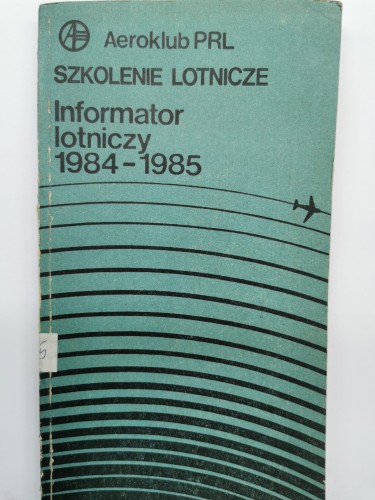 Aeroklub PRL
SZKOLENIE LOTNICZE
Informator
lotniczy
1984-1985